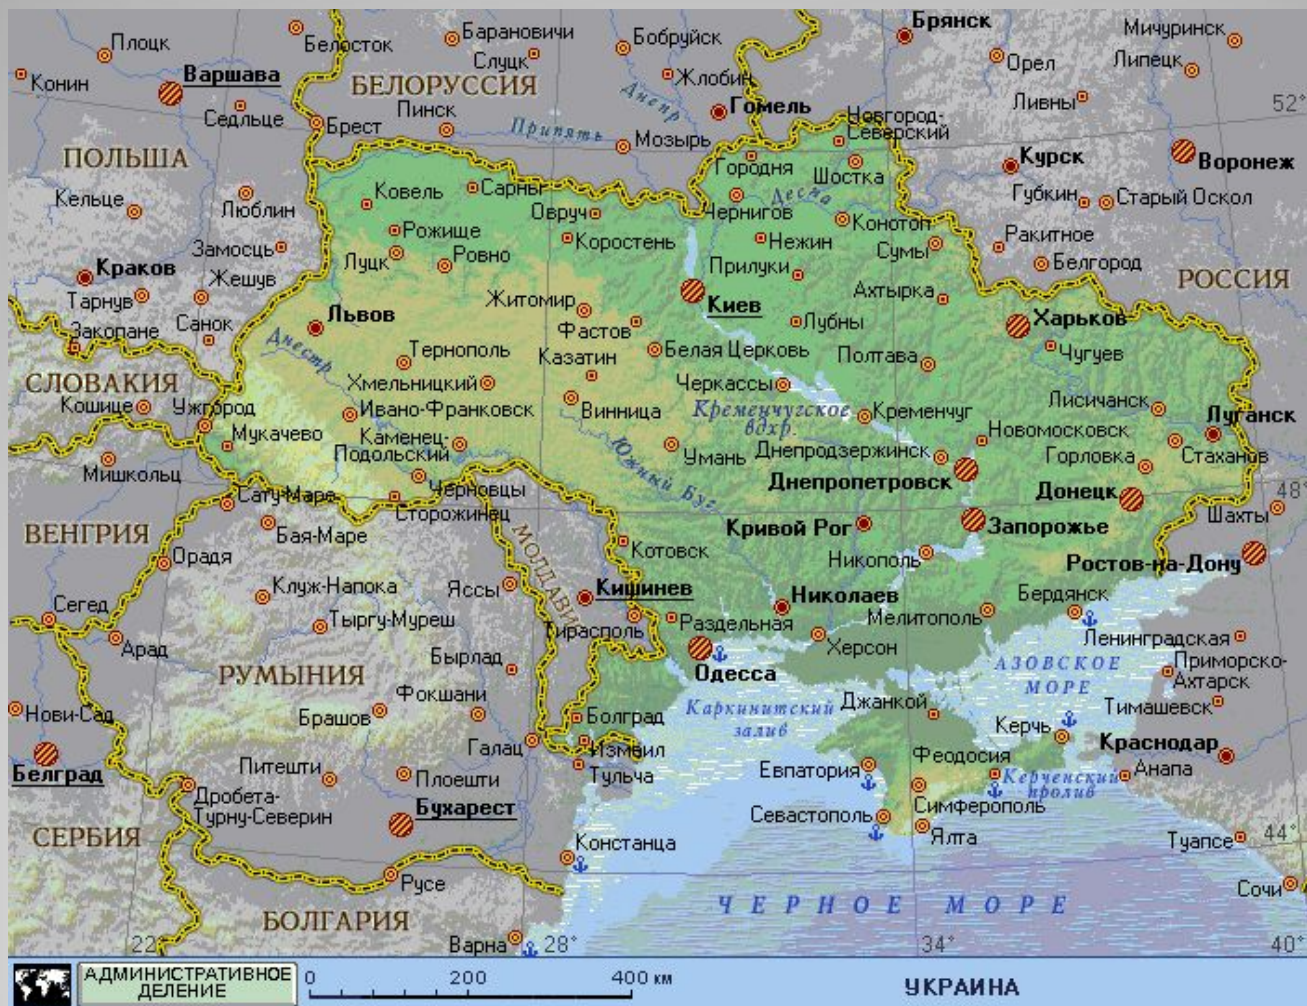 Брянск
Мичуринск
Плоцк
Белосток
Барановичи
Бобруйск
Слуцк
Орел
Липецк
Конин
Варшава
БЕЛОРУССИЯ
Жлобин
Днепр
Ливны
52°
Седльце
Пинск
Гомель
Новгород-
Северский
Брест
Припять
Мозырь
Воронеж
ПОЛЬША
Городня
Шостка
Курск
Ковель
Сарны
Губкин
Старый Оскол
Кельце
Люблин
Овруч
Чернигов
Десна
Конотоп
Замосць
Рожище
Коростень
Нежин
Сумы
Ракитное
Луцк
Ровно
Прилуки
Белгород
Краков
Жешув
РОССИЯ
Тарнув
Житомир
Киев
Ахтырка
Закопане
Санок
Львов
Фастов
Лубны
Харьков
Днестр
Тернополь
Казатин
Белая Церковь
Полтава
Чугуев
СЛОВАКИЯ
Хмельницкий
Черкассы
Кошице
Ужгород
Ивано-Франковск
Винница
Кременчугское
вдхр.
Кременчуг
Лисичанск
Луганск
Мукачево
Каменец-
Подольский
Южный Буг
Умань
Новомосковск
Днепродзержинск
Горловка
Стаханов
Мишкольц
Черновцы
Днепропетровск
Донецк
48°
Сату-Маре
Сторожинец
Шахты
ВЕНГРИЯ
Бая-Маре
МОЛДАВИЯ
Кривой Рог
Запорожье
Орадя
Котовск
Никополь
Ростов-на-Дону
Клуж-Напока
Яссы
Кишинев
Николаев
Бердянск
Сегед
Тыргу-Муреш
Тирасполь
Раздельная
Мелитополь
Ленинградская
Арад
Бырлад
Одесса
Херсон
АЗОВСКОЕ
МОРЕ
Приморско-
Ахтарск
РУМЫНИЯ
Фокшани
Каркинитский
залив
Джанкой
Тимашевск
Нови-Сад
Брашов
Болград
Керчь
Галац
Измаил
Феодосия
Краснодар
Белград
Питешти
Плоешти
Тульча
Евпатория
Керченский
пролив
Анапа
Дробета-
Турну-Северин
Бухарест
Симферополь
Севастополь
СЕРБИЯ
Констанца
Ялта
Туапсе
44°
Русе
Сочи
БОЛГАРИЯ
ЧЕРНОЕ МОРЕ
Варна
22
28°
34°
40°
АДМИНИСТРАТИВНОЕ
ДЕЛЕНИЕ
0 200 400 км
УКРАИНА